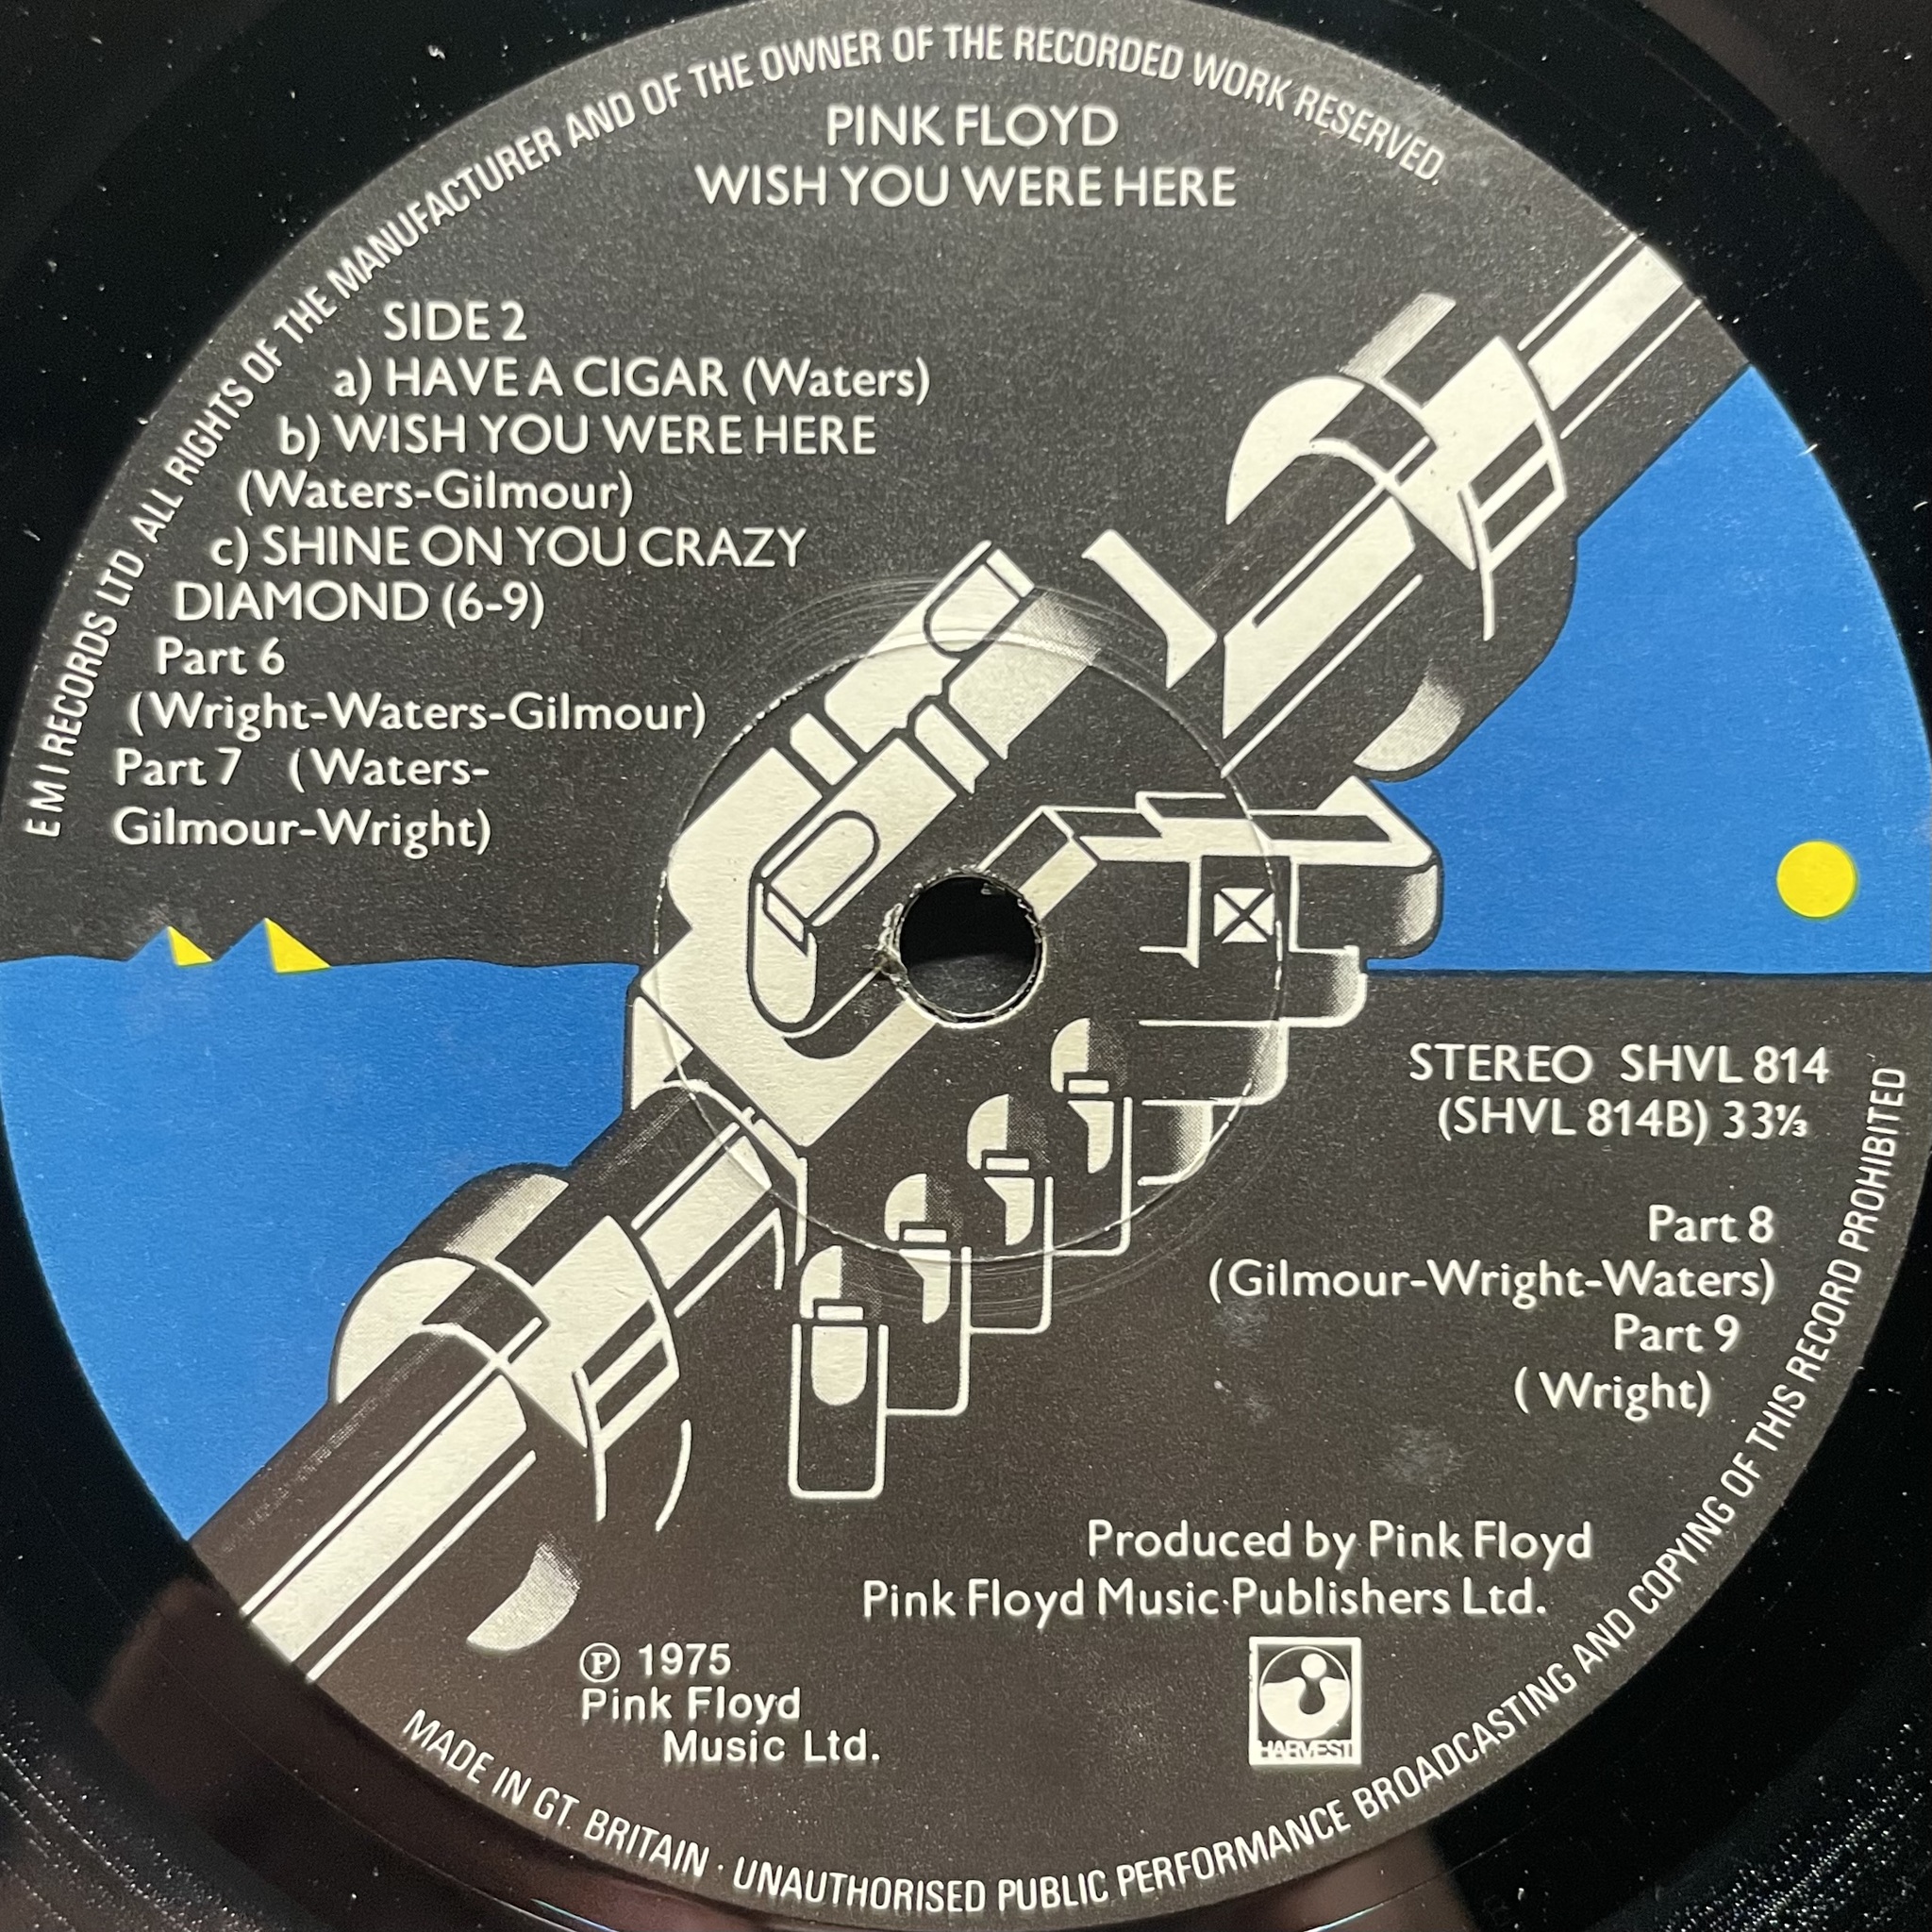 EMI RECORDS LTD ALL RIGHTS OF THE MANUFACTURER AND OF THE OWNER OF THE RECORDED WORK RESERVED.
PINK FLOYD
WISH YOU WERE HERE
SIDE 2
a) HAVE A CIGAR (Waters)
b) WISH YOU WERE HERE
(Waters-Gilmour)
c) SHINE ON YOU CRAZY
DIAMOND (6-9)
Part 6
(Wright-Waters-Gilmour)
Part 7 (Waters-
Gilmour-Wright)
STEREO SHVL 814
(SHVL 814B) 33⅓
Part 8
(Gilmour-Wright-Waters)
Part 9
(Wright)
Produced by Pink Floyd
Pink Floyd Music Publishers Ltd.
℗ 1975
Pink Floyd
Music Ltd.
HARVEST
MADE IN GT. BRITAIN · UNAUTHORISED PUBLIC PERFORMANCE BROADCASTING AND COPYING OF THIS RECORD PROHIBITED